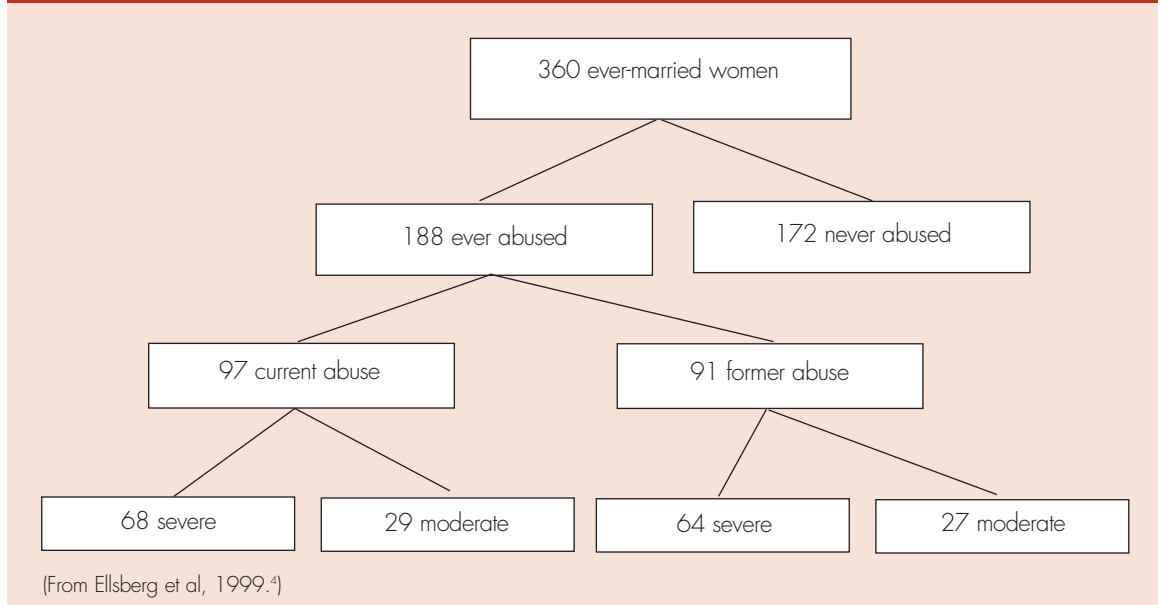 360 ever-married women
188 ever abused
172 never abused
97 current abuse
91 former abuse
68 severe
29 moderate
64 severe
27 moderate
(From Ellsberg et al, 1999.⁴)